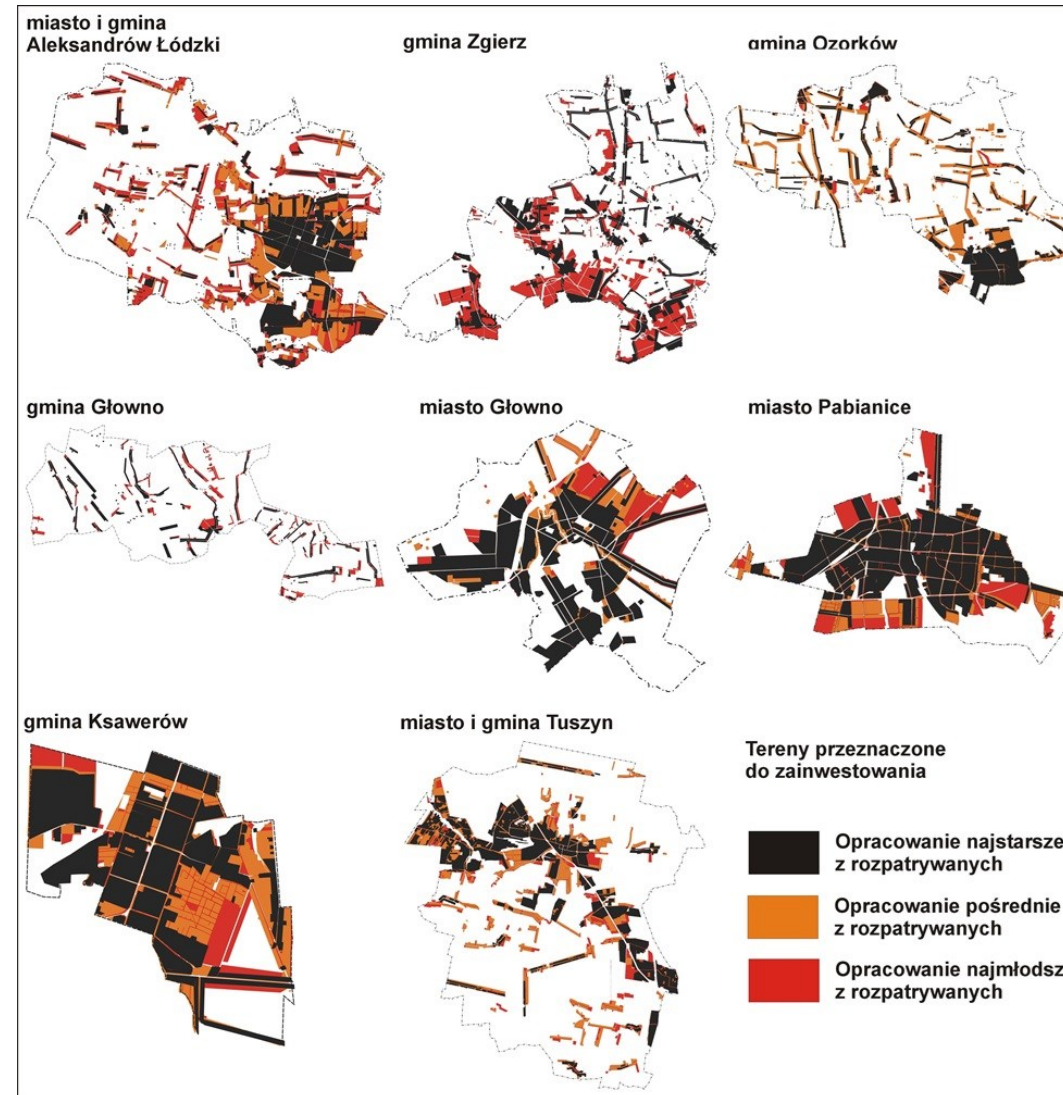 miasto i gmina
Aleksandrów Łódzki
gmina Zgierz
gmina Ozorków
gmina Głowno
miasto Głowno
miasto Pabianice
gmina Ksawerów
miasto i gmina Tuszyn
Tereny przeznaczone
do zainwestowania
Opracowanie najstarsze
z rozpatrywanych
Opracowanie pośrednie
z rozpatrywanych
Opracowanie najmłodsz
z rozpatrywanych